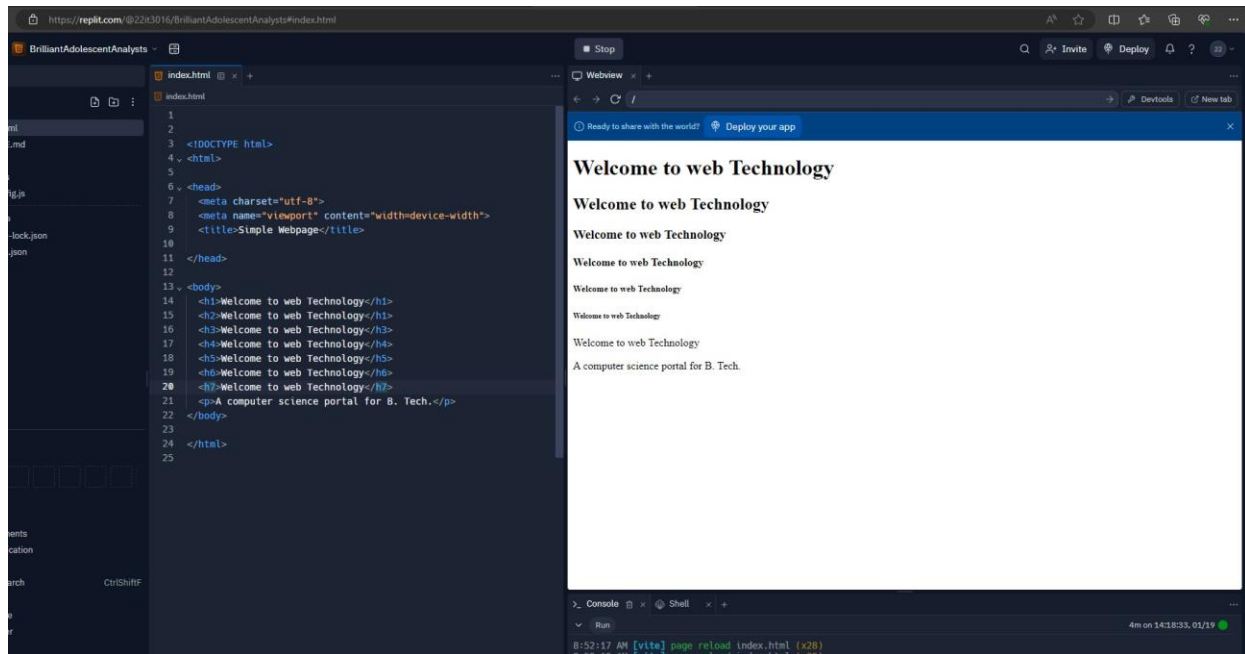 https://replit.com/@22it3016/BrilliantAdolescentAnalysts#index.html
BrilliantAdolescentAnalysts
Stop
Invite
Deploy
?
22
index.html
Webview
index.html
/
Devtools
New tab
Ready to share with the world?
Deploy your app
ml
.md
fig.js
-lock.json
.json
ments
cation
arch
CtrlShiftF
e
er
1
2
3 <!DOCTYPE html>
4 <html>
5
6 <head>
7 <meta charset="utf-8">
8 <meta name="viewport" content="width=device-width">
9 <title>Simple Webpage</title>
10
11 </head>
12
13 <body>
14 <h1>Welcome to web Technology</h1>
15 <h2>Welcome to web Technology</h1>
16 <h3>Welcome to web Technology</h3>
17 <h4>Welcome to web Technology</h4>
18 <h5>Welcome to web Technology</h5>
19 <h6>Welcome to web Technology</h6>
20 <h7>Welcome to web Technology</h7>
21 <p>A computer science portal for B. Tech.</p>
22 </body>
23
24 </html>
25
Welcome to web Technology
Welcome to web Technology
Welcome to web Technology
Welcome to web Technology
Welcome to web Technology
Welcome to web Technology
Welcome to web Technology
A computer science portal for B. Tech.
Console
Shell
Run
4m on 14:18:33, 01/19
8:52:17 AM [vite] page reload index.html (x28)